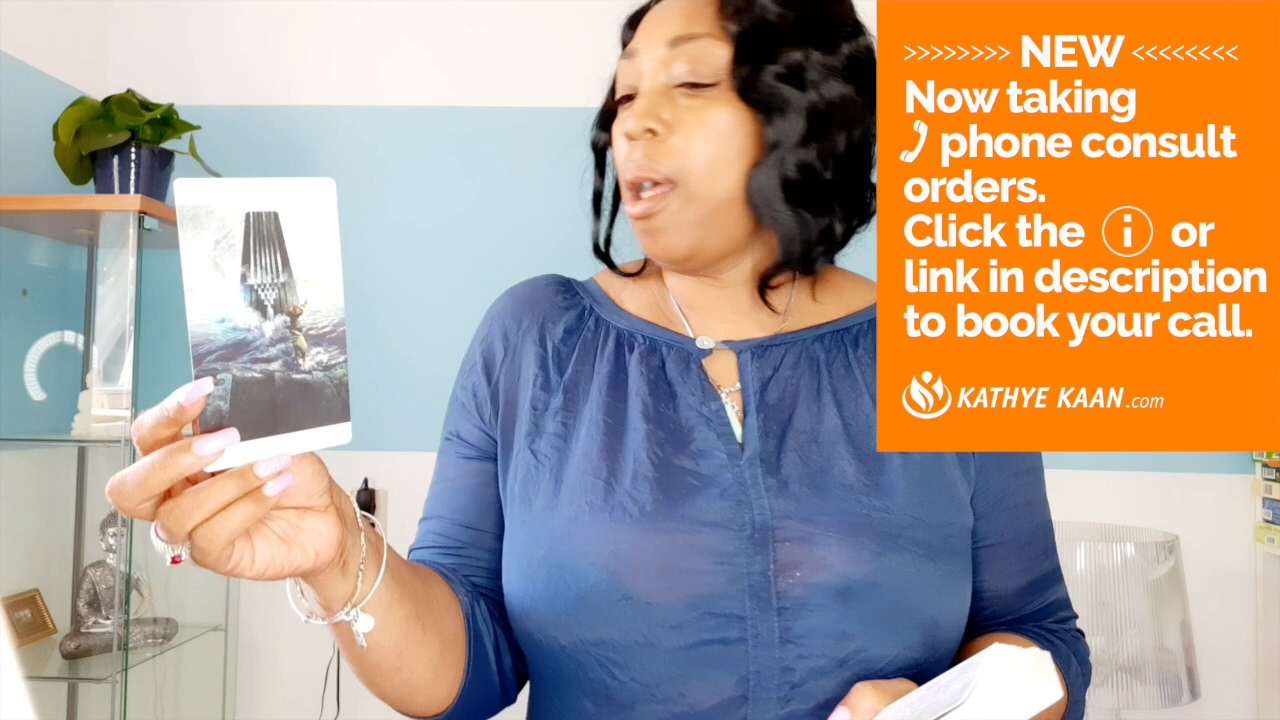 >>>>>>>> NEW <<<<<<<<
Now taking
phone consult
orders.
Click the i or
link in description
to book your call.
KATHYE KAAN.com